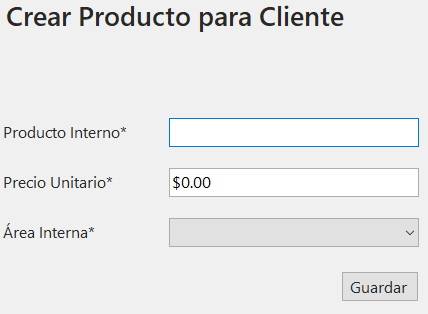 Crear Producto para Cliente
Producto Interno*
Precio Unitario* $0.00
Área Interna*
Guardar